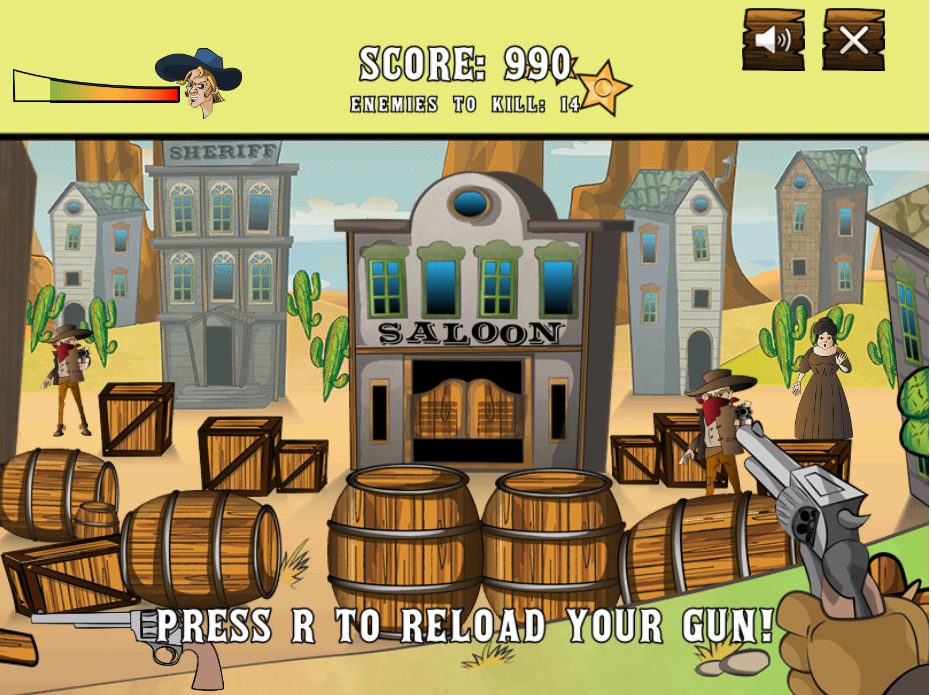 SCORE: 990
ENEMIES TO KILL: 14
SHERIFF
SALOON
PRESS R TO RELOAD YOUR GUN!